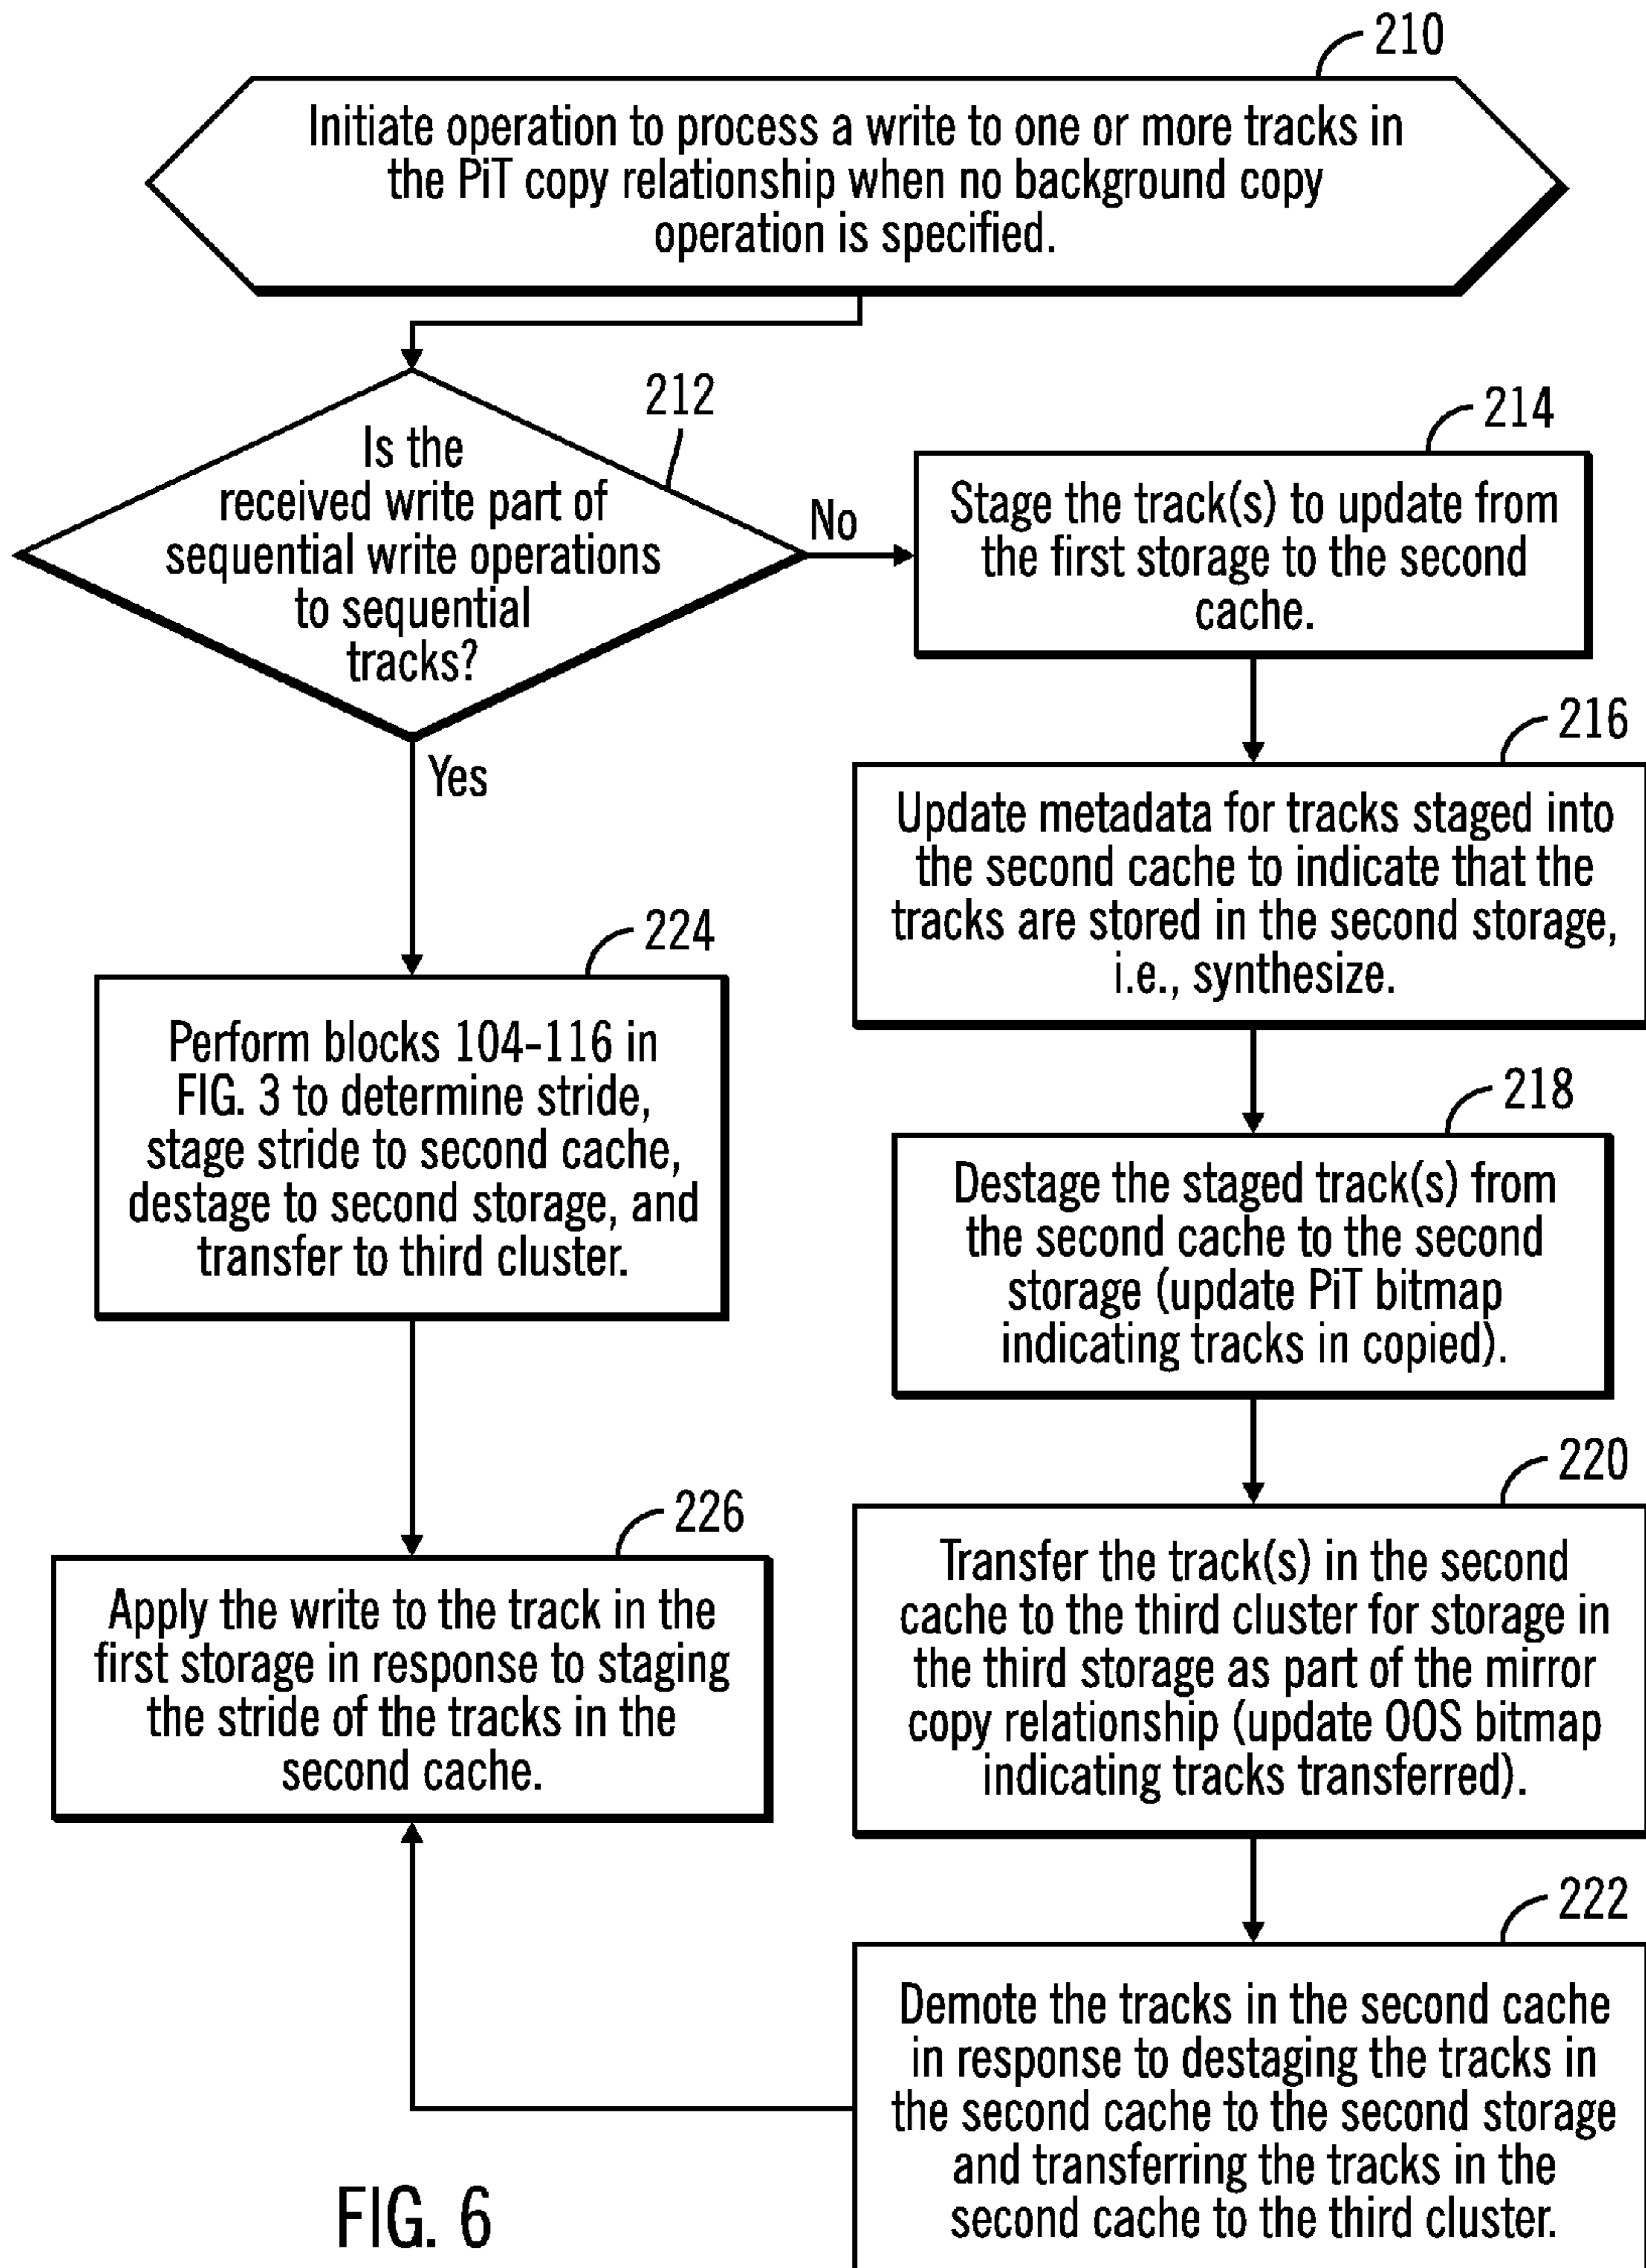 210
Initiate operation to process a write to one or more tracks in
the PiT copy relationship when no background copy
operation is specified.
212
Is the
received write part of
sequential write operations
to sequential
tracks?
No
Yes
214
Stage the track(s) to update from
the first storage to the second
cache.
216
Update metadata for tracks staged into
the second cache to indicate that the
tracks are stored in the second storage,
i.e., synthesize.
218
Destage the staged track(s) from
the second cache to the second
storage (update PiT bitmap
indicating tracks in copied).
220
Transfer the track(s) in the second
cache to the third cluster for storage in
the third storage as part of the mirror
copy relationship (update OOS bitmap
indicating tracks transferred).
222
Demote the tracks in the second cache
in response to destaging the tracks in
the second cache to the second storage
and transferring the tracks in the
second cache to the third cluster.
224
Perform blocks 104-116 in
FIG. 3 to determine stride,
stage stride to second cache,
destage to second storage, and
transfer to third cluster.
226
Apply the write to the track in the
first storage in response to staging
the stride of the tracks in the
second cache.
FIG. 6